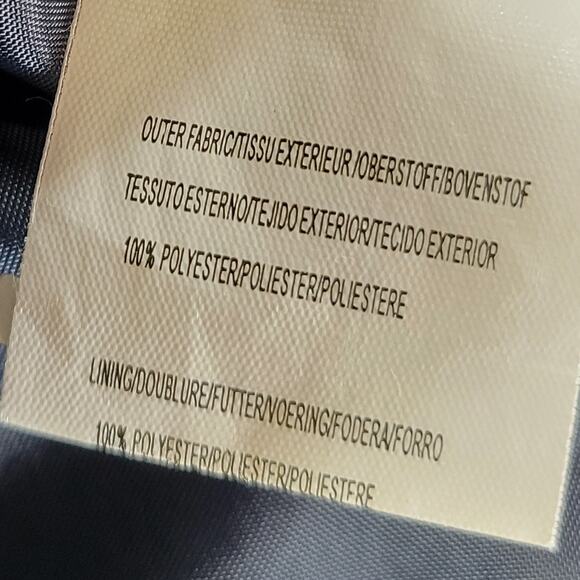 OUTER FABRIC/TISSU EXTERIEUR/OBERSTOFF/BOVENSTOF
TESSUTO ESTERNO/TEJIDO EXTERIOR/TECIDO EXTERIOR
100% POLYESTER/POLIESTER/POLIESTERE
LINING/DOUBLURE/FUTTER/VOERING/FODERA/FORRO
100% POLYESTER/POLIESTER/POLIESTERE